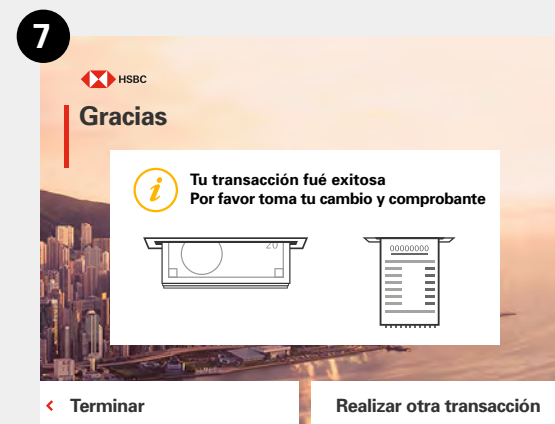 7
HSBC
Gracias
Tu transacción fué exitosa
Por favor toma tu cambio y comprobante
20
00000000
Terminar
Realizar otra transacción